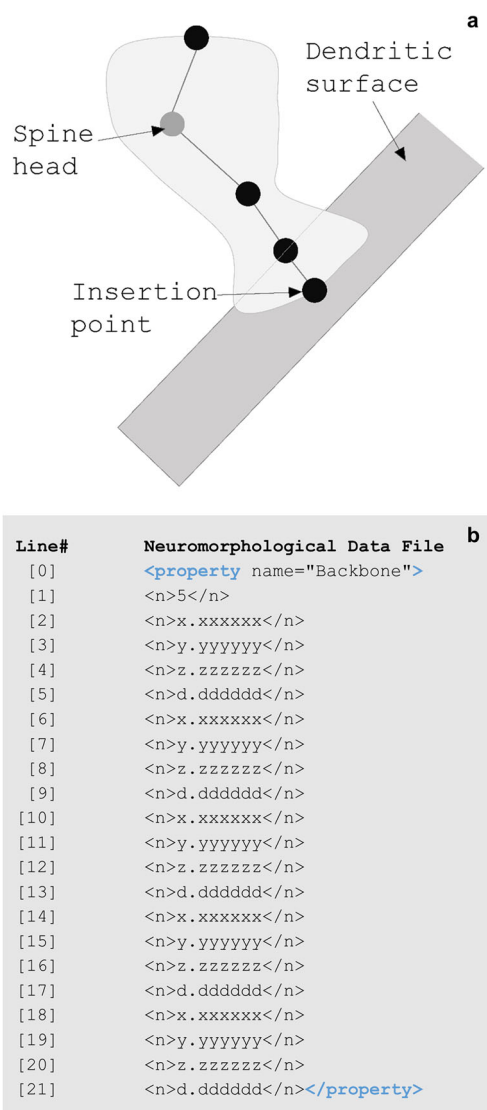 a
Dendritic
surface
Spine
head
Insertion
point
b
Line# Neuromorphological Data File
[0] <property name="Backbone">
[1] <n>5</n>
[2] <n>x.xxxxxx</n>
[3] <n>y.yyyyyy</n>
[4] <n>z.zzzzzz</n>
[5] <n>d.dddddd</n>
[6] <n>x.xxxxxx</n>
[7] <n>y.yyyyyy</n>
[8] <n>z.zzzzzz</n>
[9] <n>d.dddddd</n>
[10] <n>x.xxxxxx</n>
[11] <n>y.yyyyyy</n>
[12] <n>z.zzzzzz</n>
[13] <n>d.dddddd</n>
[14] <n>x.xxxxxx</n>
[15] <n>y.yyyyyy</n>
[16] <n>z.zzzzzz</n>
[17] <n>d.dddddd</n>
[18] <n>x.xxxxxx</n>
[19] <n>y.yyyyyy</n>
[20] <n>z.zzzzzz</n>
[21] <n>d.dddddd</n></property>